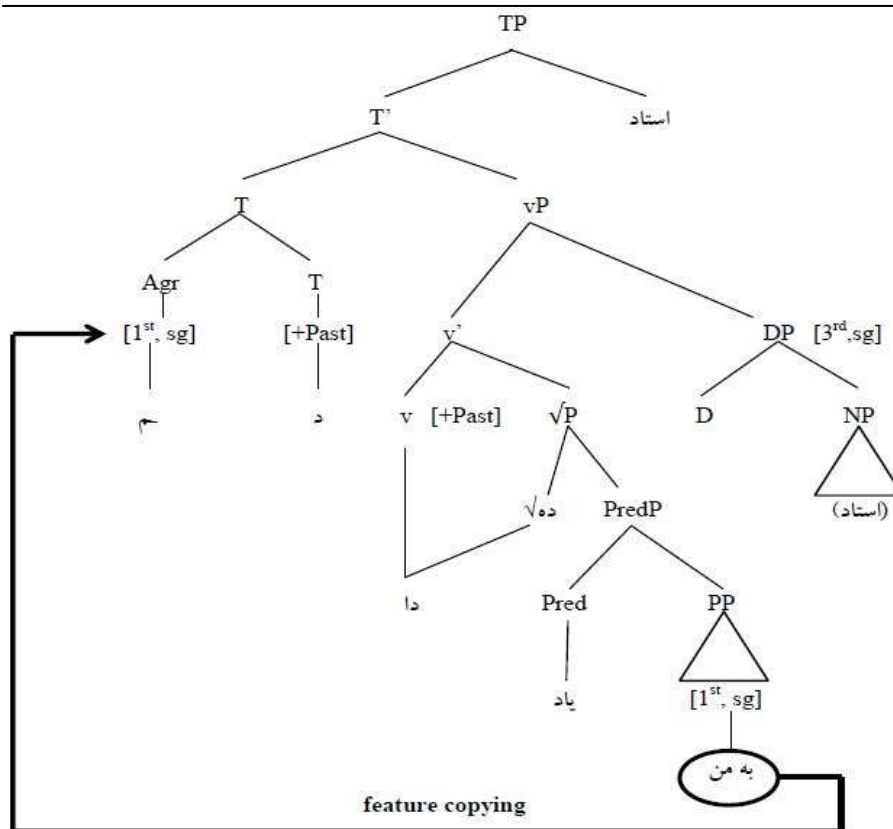 TP
T' استاد
T vP
Agr T
[1st, sg] [+Past] v' DP [3rd,sg]
م د v [+Past] √P D NP
√ده PredP (استاد)
دا Pred PP
یاد [1st, sg]
به من
feature copying